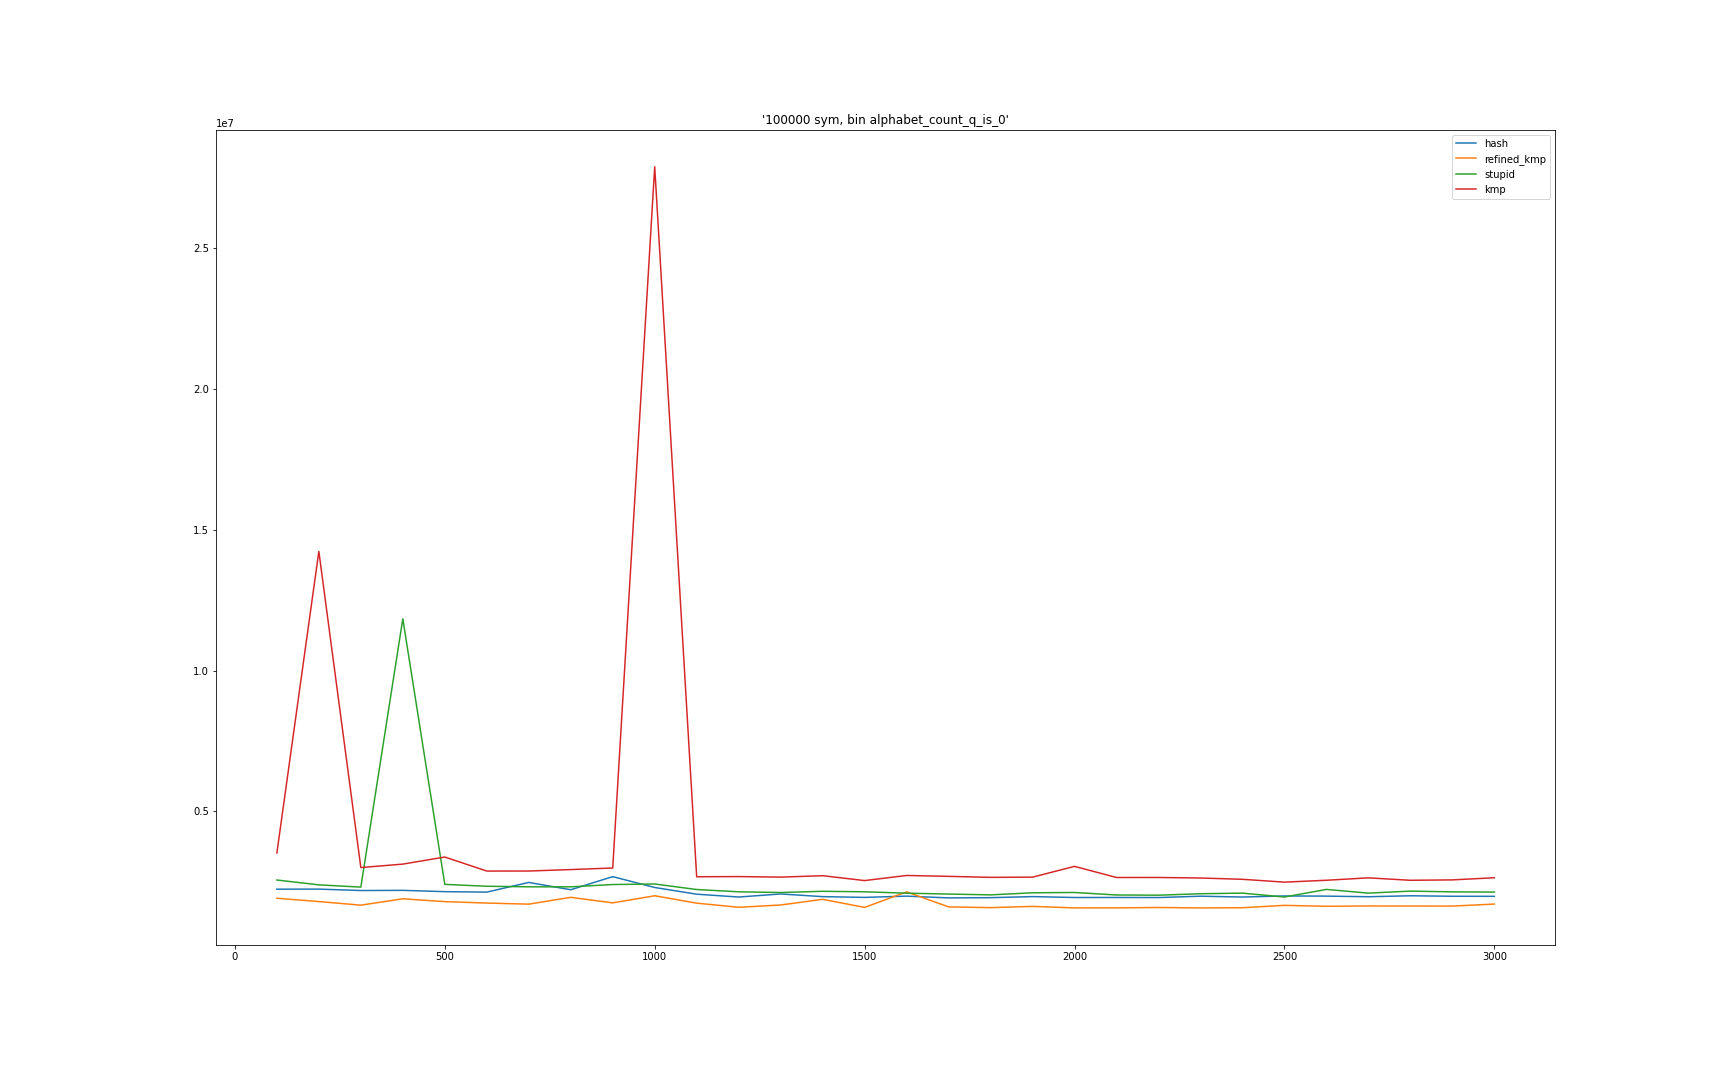 '100000 sym, bin alphabet_count_q_is_0'
1e7
hash
refined_kmp
stupid
kmp
2.5
2.0
1.5
1.0
0.5
0 500 1000 1500 2000 2500 3000